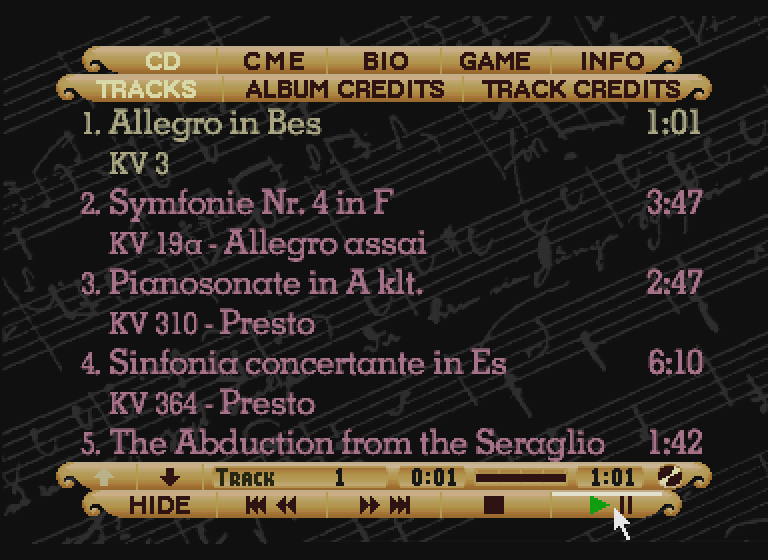 CD CME BIO GAME INFO
TRACKS ALBUM CREDITS TRACK CREDITS
1. Allegro in Bes 1:01
KV 3
2. Symfonie Nr. 4 in F 3:47
KV 19a - Allegro assai
3. Pianosonate in A klt. 2:47
KV 310 - Presto
4. Sinfonia concertante in Es 6:10
KV 364 - Presto
5. The Abduction from the Seraglio 1:42
TRACK 1 0:01 1:01
HIDE